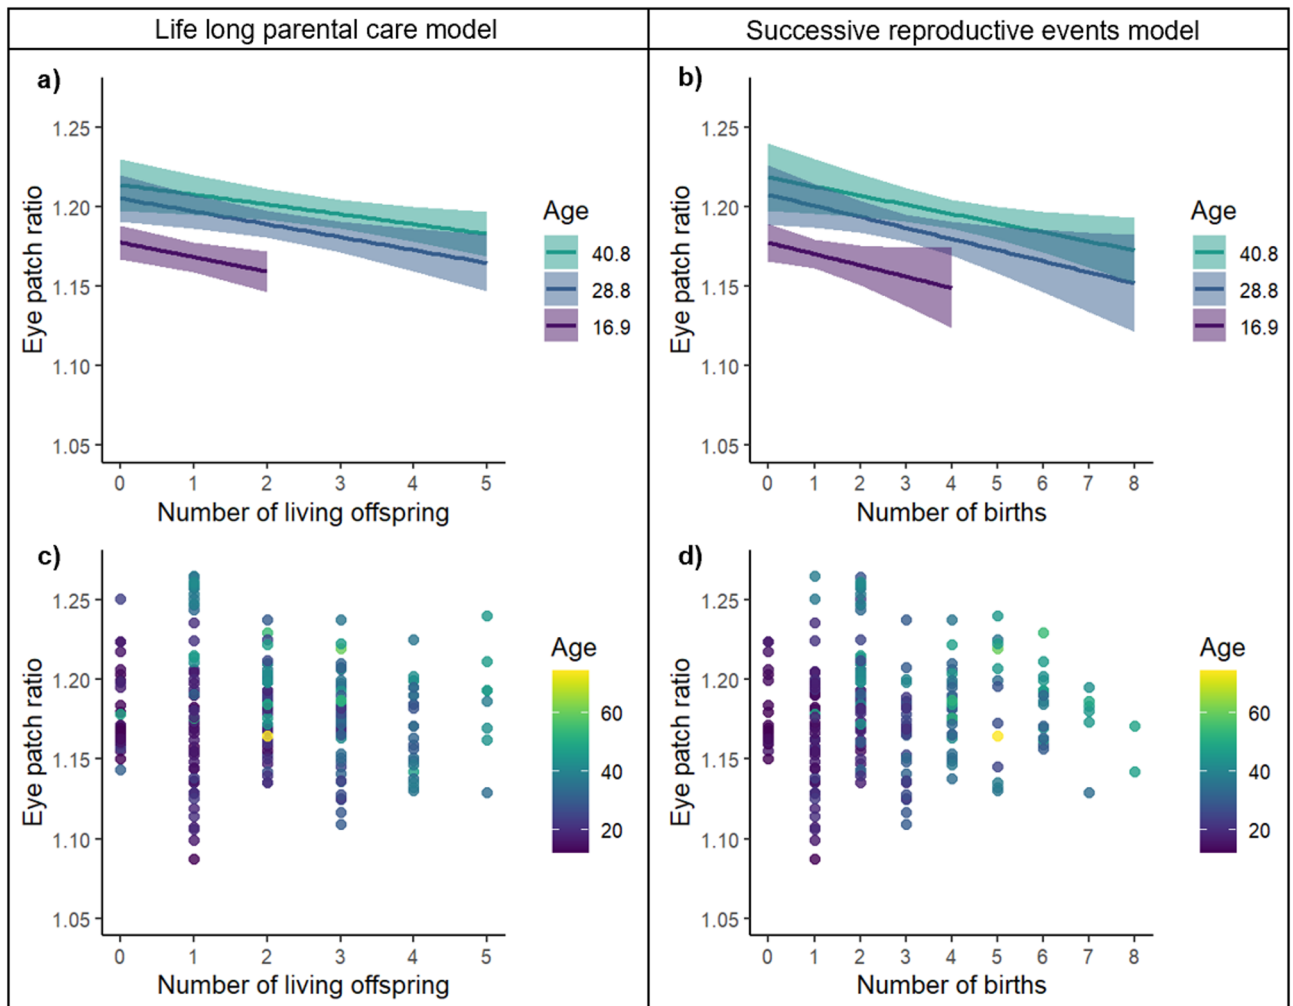 Life long parental care model
Successive reproductive events model
a)
Eye patch ratio
1.25
1.20
1.15
1.10
1.05
0 1 2 3 4 5
Number of living offspring
Age
40.8
28.8
16.9
b)
Eye patch ratio
1.25
1.20
1.15
1.10
1.05
0 1 2 3 4 5 6 7 8
Number of births
Age
40.8
28.8
16.9
c)
Eye patch ratio
1.25
1.20
1.15
1.10
1.05
0 1 2 3 4 5
Number of living offspring
Age
60
40
20
d)
Eye patch ratio
1.25
1.20
1.15
1.10
1.05
0 1 2 3 4 5 6 7 8
Number of births
Age
60
40
20